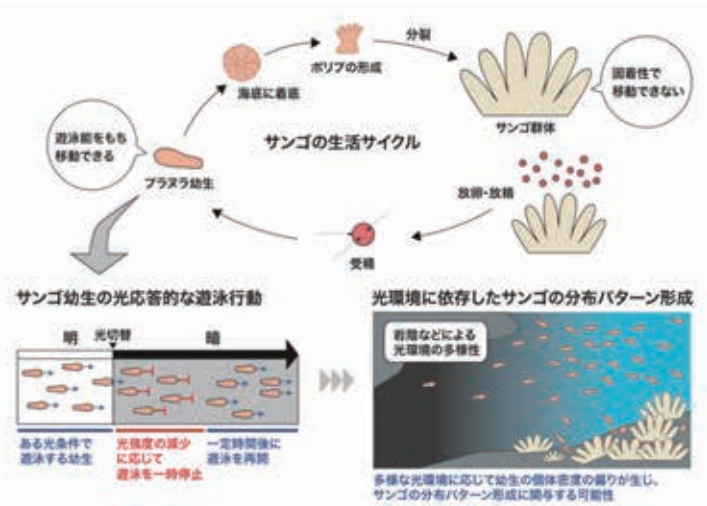 分裂
ポリプの形成
海底に着底
固着性で
移動できない
サンゴ群体
遊泳能をもち
移動できる
サンゴの生活サイクル
プラヌラ幼生
放卵・放精
受精
サンゴ幼生の光応答的な遊泳行動
光環境に依存したサンゴの分布パターン形成
明
光切替
暗
岩陰などによる
光環境の多様性
ある光条件で
遊泳する幼生
光強度の減少
に応じて
遊泳を一時停止
一定時間後に
遊泳を再開
多様な光環境に応じて幼生の個体密度の偏りが生じ、
サンゴの分布パターン形成に関与する可能性